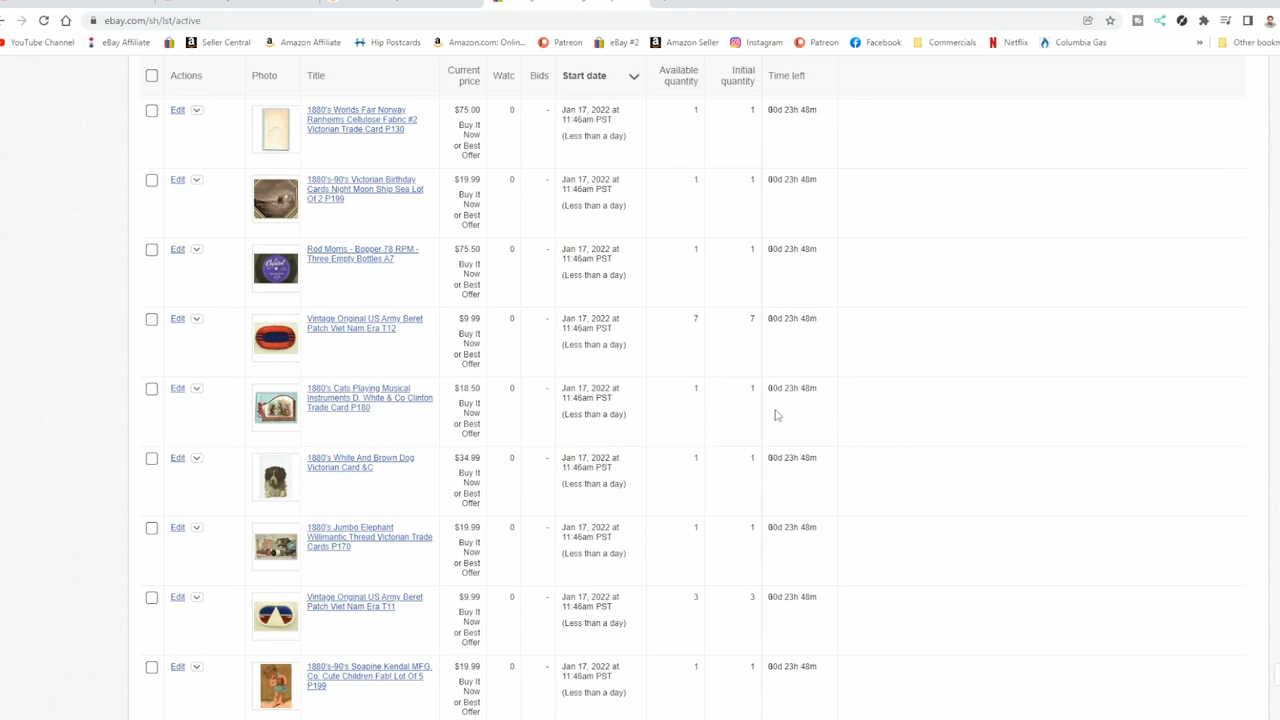 ebay.com/sh/lst/active
YouTube Channel eBay Affiliate Seller Central Amazon Affiliate Hip Postcards Amazon.com: Onlin... Patreon eBay #2 Amazon Seller Instagram Patreon Facebook Commercials Netflix Columbia Gas » Other bookm
Actions Photo Title Current price Watc Bids Start date Available quantity Initial quantity Time left
Edit
1880's Worlds Fair Norway
Ranheims Cellulose Fabric #2
Victorian Trade Card P130
$75.00
Buy It
Now
or Best
Offer
0 -
Jan 17, 2022 at
11:46am PST
(Less than a day)
1 1 00d 23h 48m
Edit
1880's-90's Victorian Birthday
Cards Night Moon Ship Sea Lot
Of 2 P199
$19.99
Buy It
Now
or Best
Offer
0 -
Jan 17, 2022 at
11:46am PST
(Less than a day)
1 1 00d 23h 48m
Edit
Capitol
Rod Morris - Bopper 78 RPM -
Three Empty Bottles A7
$75.50
Buy It
Now
or Best
Offer
0 -
Jan 17, 2022 at
11:46am PST
(Less than a day)
1 1 00d 23h 48m
Edit
Vintage Original US Army Beret
Patch Viet Nam Era T12
$9.99
Buy It
Now
or Best
Offer
0 -
Jan 17, 2022 at
11:46am PST
(Less than a day)
7 7 00d 23h 48m
Edit
1880's Cats Playing Musical
Instruments D. White & Co Clinton
Trade Card P180
$18.50
Buy It
Now
or Best
Offer
0 -
Jan 17, 2022 at
11:46am PST
(Less than a day)
1 1 00d 23h 48m
Edit
1880's White And Brown Dog
Victorian Card &C
$34.99
Buy It
Now
or Best
Offer
0 -
Jan 17, 2022 at
11:46am PST
(Less than a day)
1 1 00d 23h 48m
Edit
1880's Jumbo Elephant
Willimantic Thread Victorian Trade
Cards P170
$19.99
Buy It
Now
or Best
Offer
0 -
Jan 17, 2022 at
11:46am PST
(Less than a day)
1 1 00d 23h 48m
Edit
Vintage Original US Army Beret
Patch Viet Nam Era T11
$9.99
Buy It
Now
or Best
Offer
0 -
Jan 17, 2022 at
11:46am PST
(Less than a day)
3 3 00d 23h 48m
Edit
1880's-90's Soapine Kendal MFG.
Co. Cute Children Fab! Lot Of 5
P199
$19.99
Buy It
Now
or Best
Offer
0 -
Jan 17, 2022 at
11:46am PST
(Less than a day)
1 1 00d 23h 48m